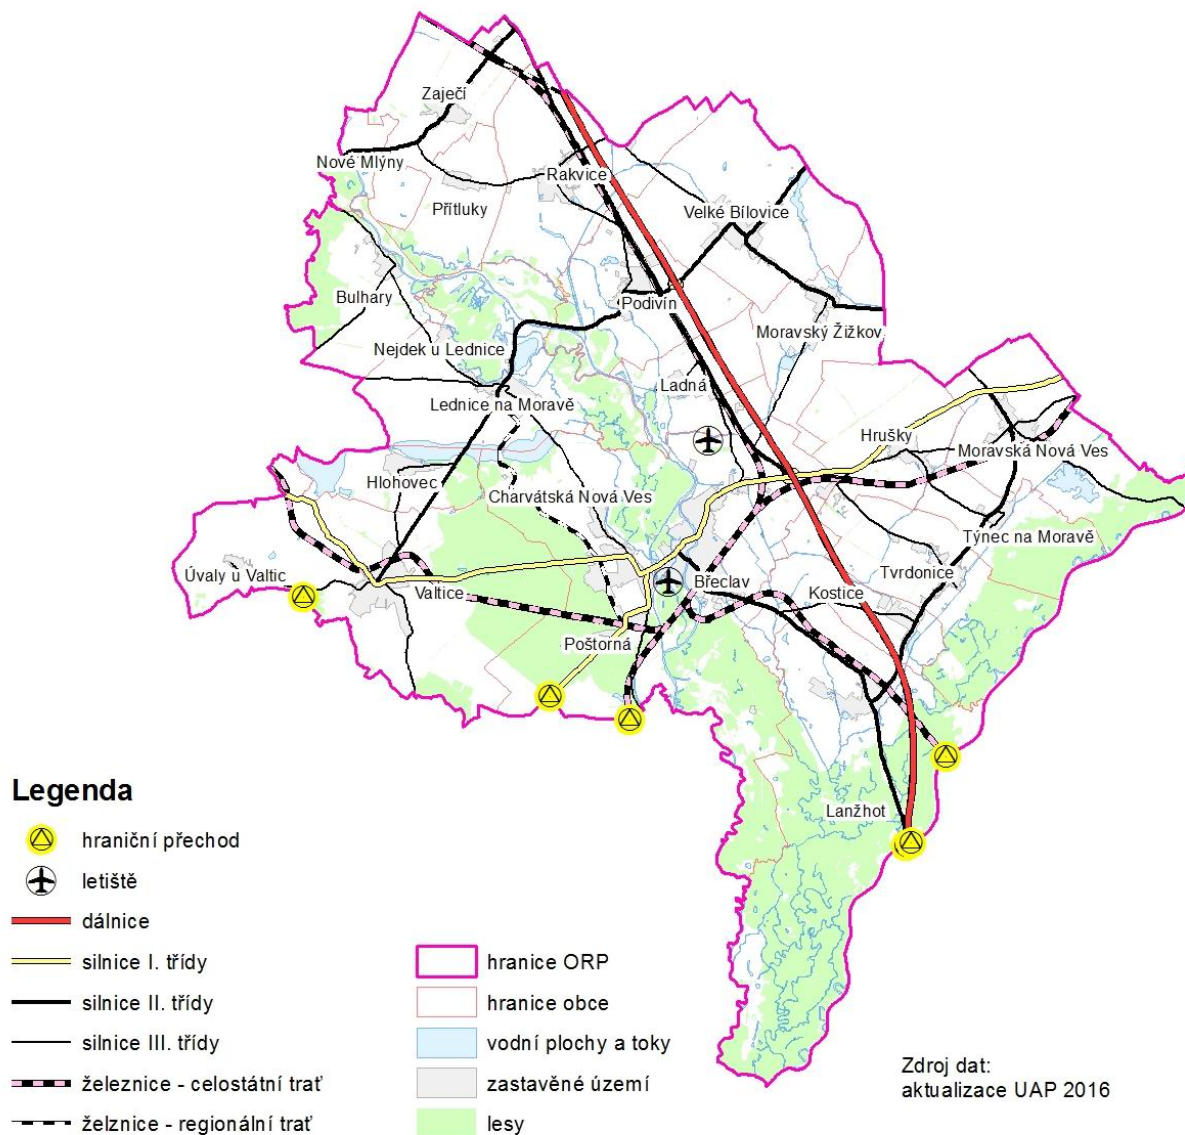 Zaječí
Nové Mlýny
Rakvice
Přítluky
Velké Bílovice
Bulhary
Podivín
Moravský Žižkov
Nejdek u Lednice
Ladná
Lednice na Moravě
Hrušky
Moravská Nová Ves
Hlohovec
Charvátská Nová Ves
Týnec na Moravě
Úvaly u Valtic
Valtice
Břeclav
Tvrdonice
Kostice
Poštorná
Lanžhot
Legenda
hraniční přechod
letiště
dálnice
silnice I. třídy
silnice II. třídy
silnice III. třídy
železnice - celostátní trať
želznice - regionální trať
hranice ORP
hranice obce
vodní plochy a toky
zastavěné území
lesy
Zdroj dat:
aktualizace UAP 2016